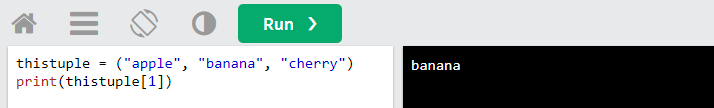 Run ❯
thistuple = ("apple", "banana", "cherry")
print(thistuple[1])
banana